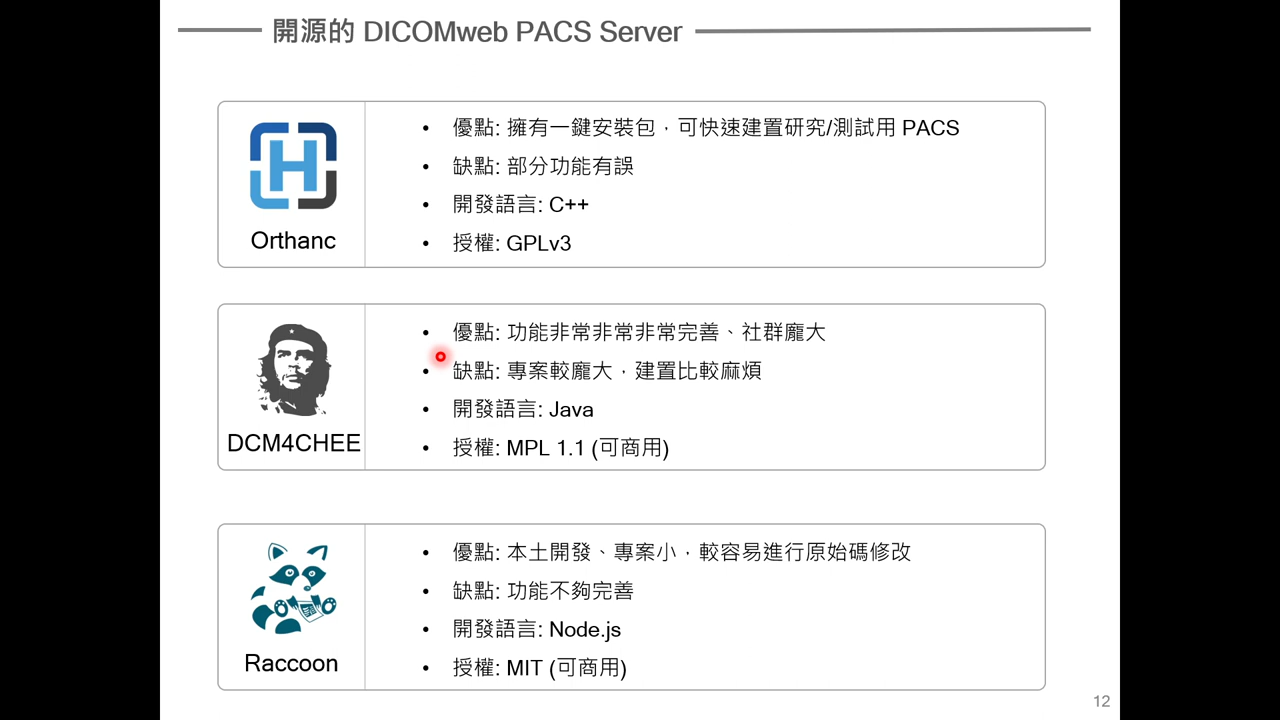 開源的 DICOMweb PACS Server
• 優點: 擁有一鍵安裝包，可快速建置研究/測試用 PACS
• 缺點: 部分功能有誤
• 開發語言: C++
• 授權: GPLv3
Orthanc
• 優點: 功能非常非常非常完善、社群龐大
• 缺點: 專案較龐大，建置比較麻煩
• 開發語言: Java
• 授權: MPL 1.1 (可商用)
DCM4CHEE
• 優點: 本土開發、專案小，較容易進行原始碼修改
• 缺點: 功能不夠完善
• 開發語言: Node.js
• 授權: MIT (可商用)
Raccoon
12